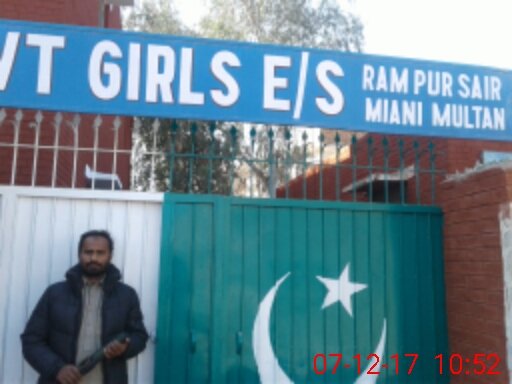 VT GIRLS E/S
RAM PUR SAIR
MIANI MULTAN
07-12-17 10:52